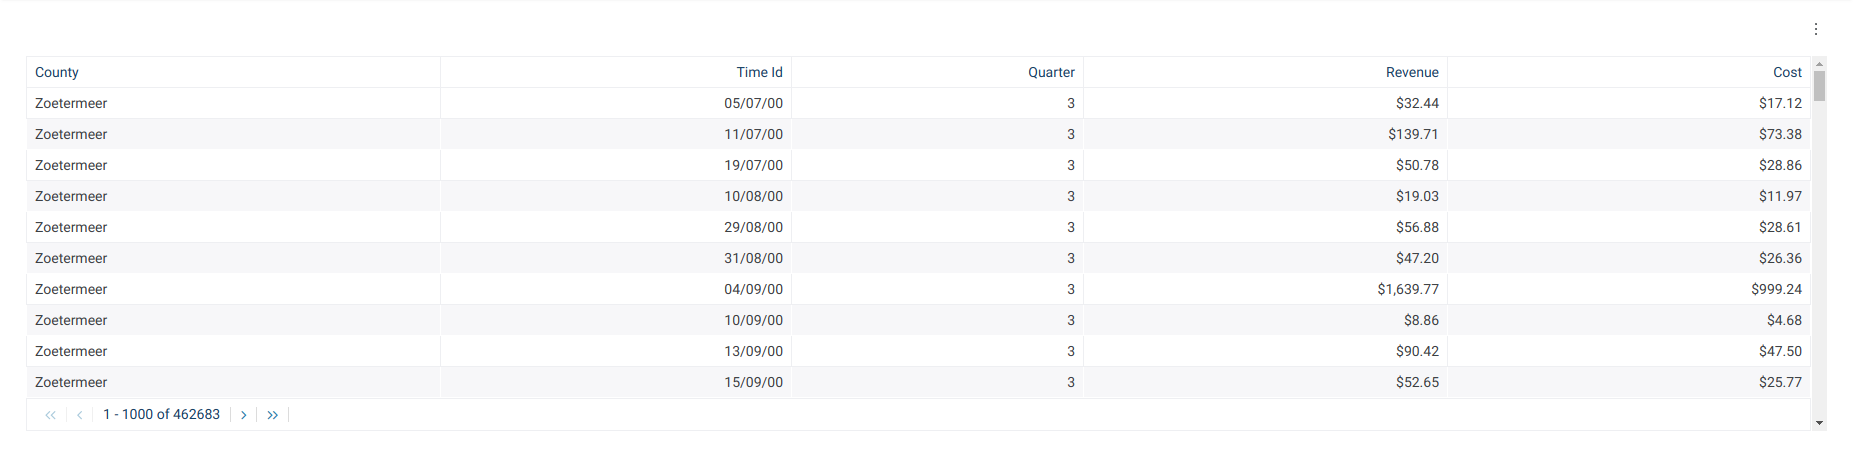 County Time Id Quarter Revenue Cost
Zoetermeer 05/07/00 3 $32.44 $17.12
Zoetermeer 11/07/00 3 $139.71 $73.38
Zoetermeer 19/07/00 3 $50.78 $28.86
Zoetermeer 10/08/00 3 $19.03 $11.97
Zoetermeer 29/08/00 3 $56.88 $28.61
Zoetermeer 31/08/00 3 $47.20 $26.36
Zoetermeer 04/09/00 3 $1,639.77 $999.24
Zoetermeer 10/09/00 3 $8.86 $4.68
Zoetermeer 13/09/00 3 $90.42 $47.50
Zoetermeer 15/09/00 3 $52.65 $25.77
1 - 1000 of 462683